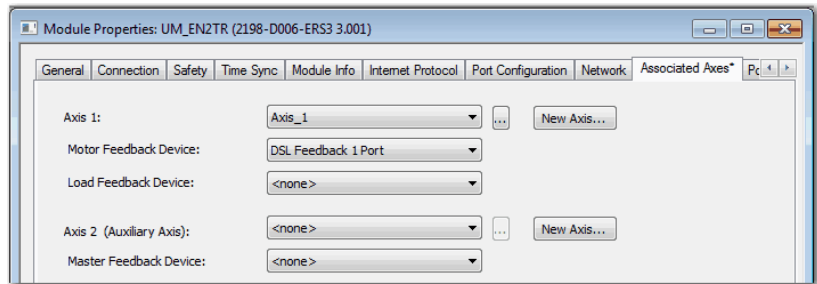 Module Properties: UM_EN2TR (2198-D006-ERS3 3.001)
General Connection Safety Time Sync Module Info Internet Protocol Port Configuration Network Associated Axes*
Axis 1: Axis_1 ... New Axis...
Motor Feedback Device: DSL Feedback 1 Port
Load Feedback Device: <none>
Axis 2 (Auxiliary Axis): <none> ... New Axis...
Master Feedback Device: <none>